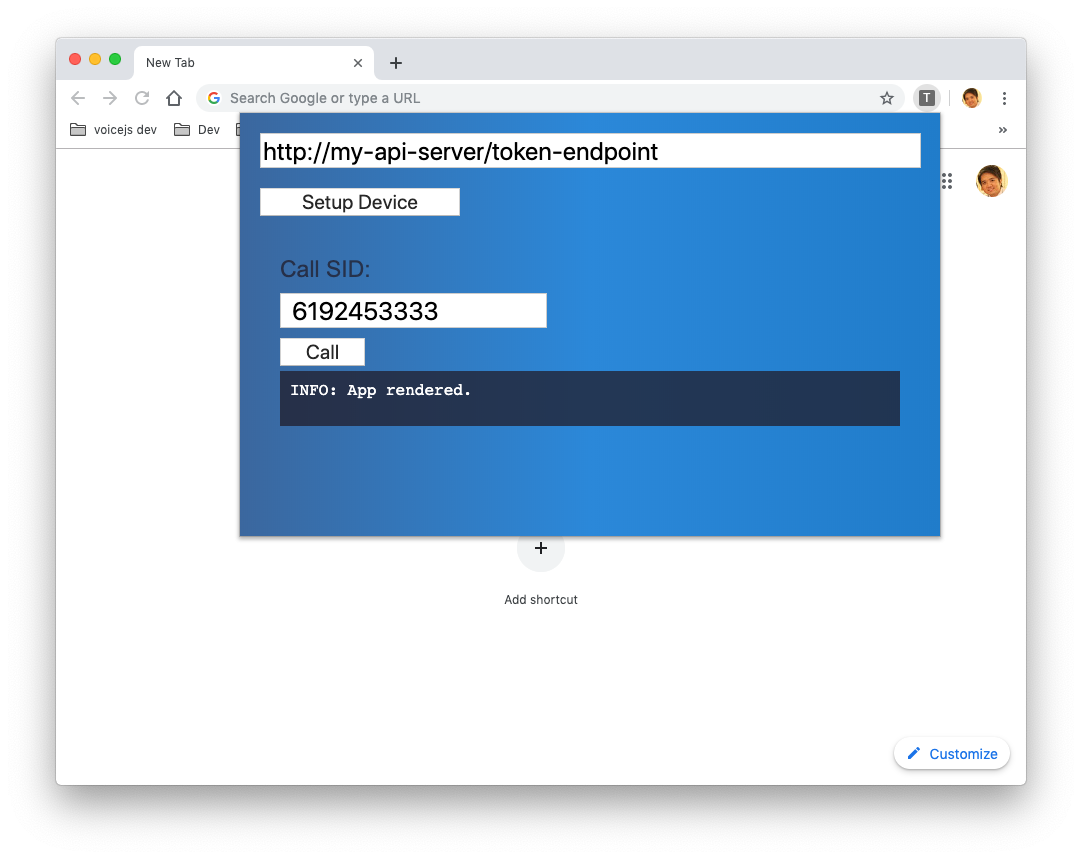 New Tab
Search Google or type a URL
T
voicejs dev
Dev
»
http://my-api-server/token-endpoint
Setup Device
Call SID:
6192453333
Call
INFO: App rendered.
Add shortcut
Customize